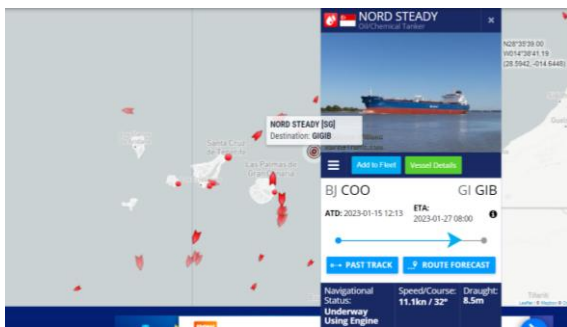 NORD STEADY
Oil/Chemical Tanker
×
N28°35'39.00
W014°38'41.19
(28.5942, -014.6448)
NORD STEADY [SG]
Destination: GIGIB
Santa Cruz
de Tenerife
Las Palmas de
Gran Canaria
Add to Fleet
Vessel Details
BJ COO
GI GIB
ATD: 2023-01-15 12:13
ETA:
2023-01-27 08:00
PAST TRACK
ROUTE FORECAST
Navigational
Status:
Underway
Using Engine
Speed/Course:
11.1kn / 32°
Draught:
8.5m